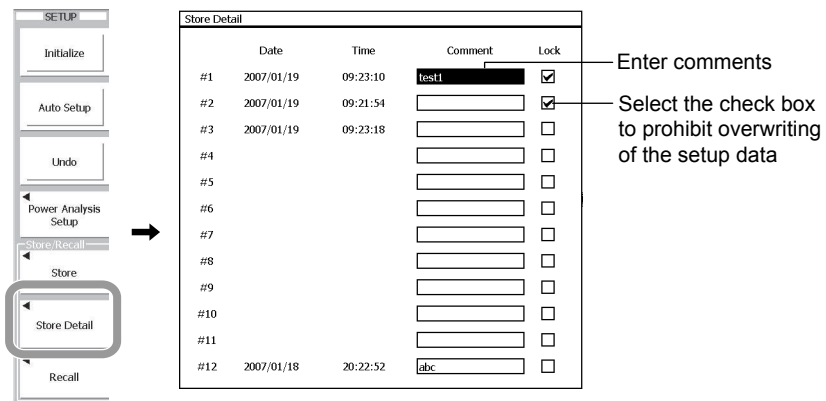 SETUP
Initialize
Auto Setup
Undo
Power Analysis
Setup
Store/Recall
Store
Store Detail
Recall
Store Detail
Date Time Comment Lock
#1 2007/01/19 09:23:10 test1
#2 2007/01/19 09:21:54
#3 2007/01/19 09:23:18
#4
#5
#6
#7
#8
#9
#10
#11
#12 2007/01/18 20:22:52 abc
Enter comments
Select the check box
to prohibit overwriting
of the setup data